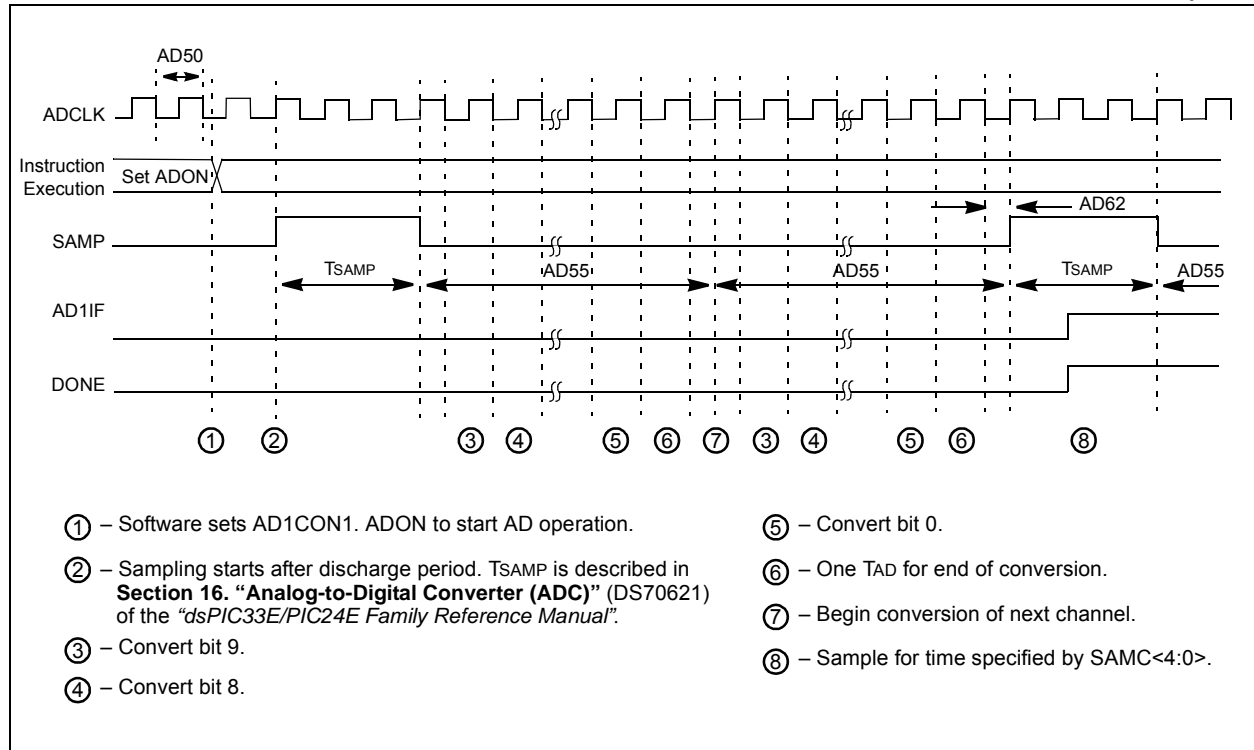 AD50
ADCLK
Instruction
Execution
Set ADON
AD62
SAMP
TSAMP
AD55
AD55
TSAMP
AD55
AD1IF
DONE
1 2 3 4 5 6 7 3 4 5 6 8
1 – Software sets AD1CON1. ADON to start AD operation.
2 – Sampling starts after discharge period. TSAMP is described in
Section 16. “Analog-to-Digital Converter (ADC)” (DS70621)
of the “dsPIC33E/PIC24E Family Reference Manual”.
3 – Convert bit 9.
4 – Convert bit 8.
5 – Convert bit 0.
6 – One TAD for end of conversion.
7 – Begin conversion of next channel.
8 – Sample for time specified by SAMC<4:0>.